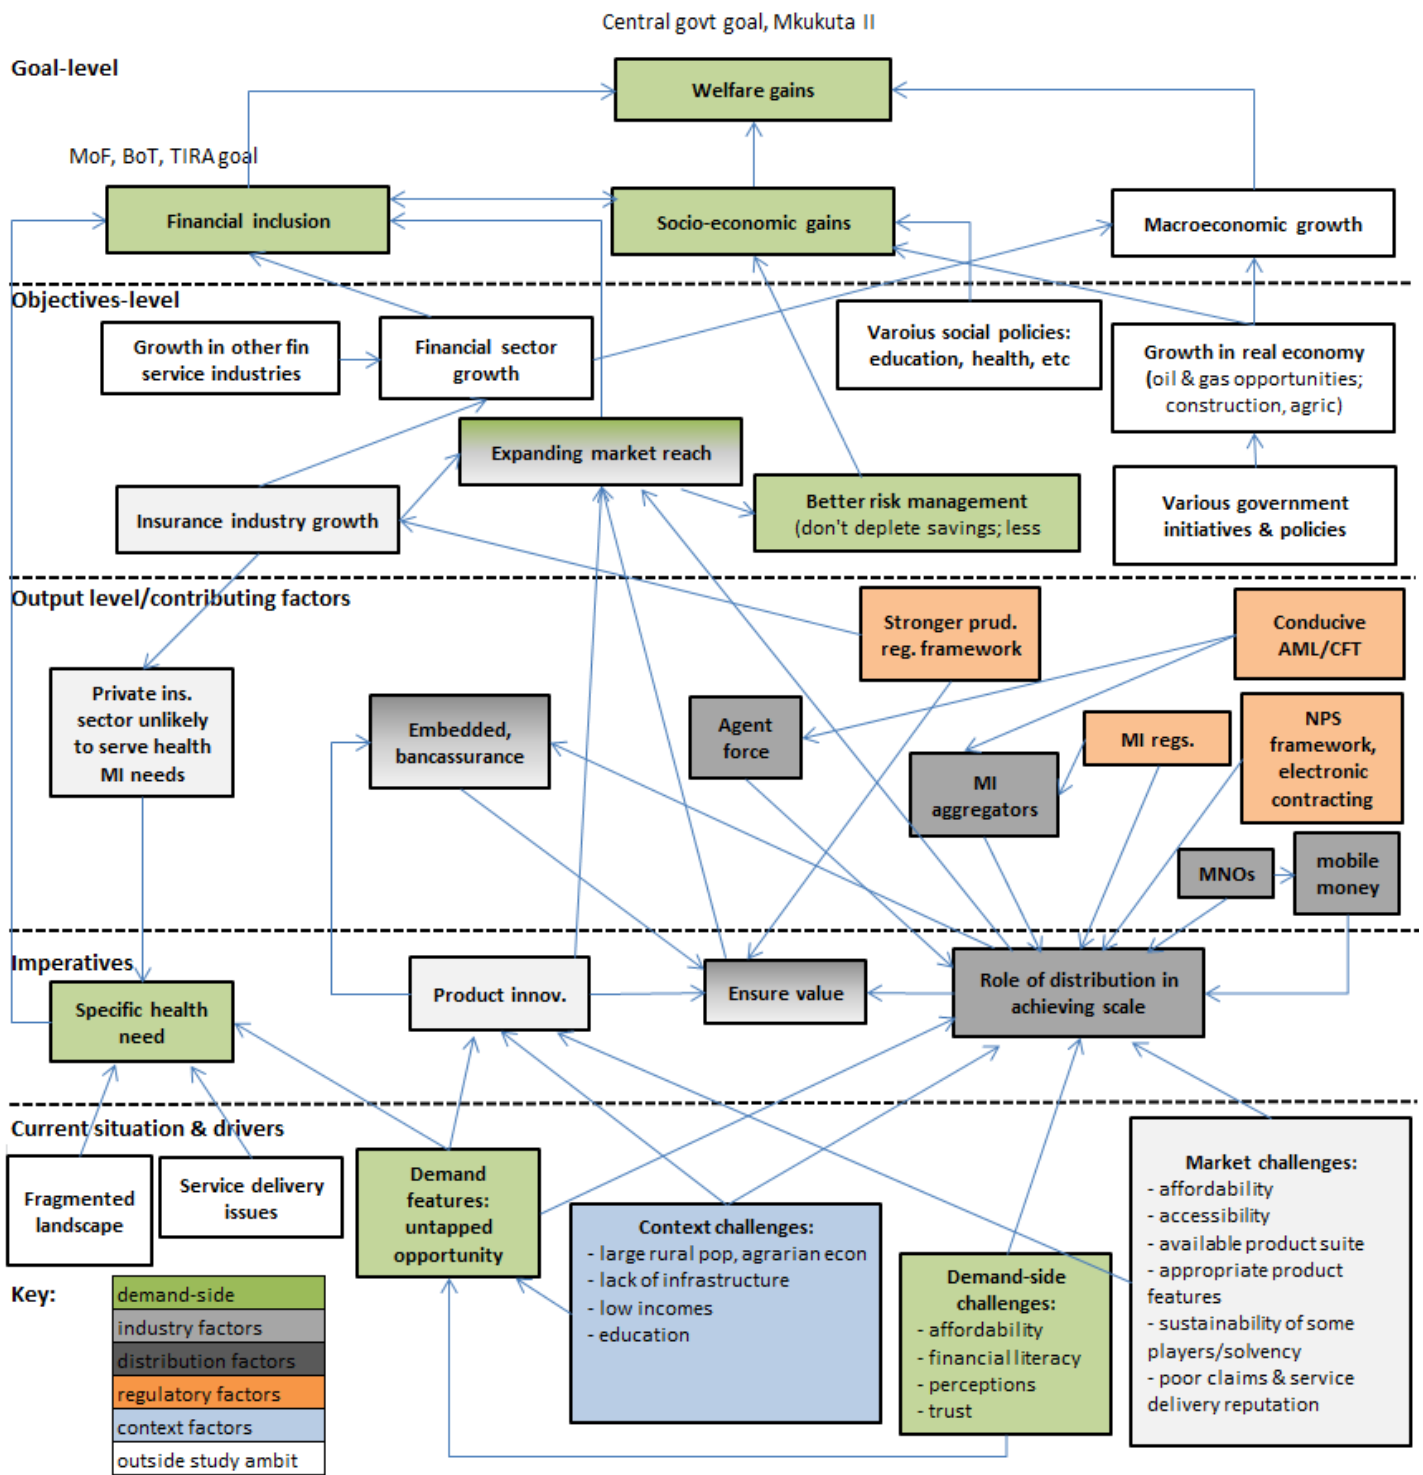 Central govt goal, Mkukuta II
Goal-level
Welfare gains
MoF, BoT, TIRA goal
Financial inclusion
Socio-economic gains
Macroeconomic growth
Objectives-level
Growth in other fin
service industries
Financial sector
growth
Varoius social policies:
education, health, etc
Growth in real economy
(oil & gas opportunities;
construction, agric)
Expanding market reach
Insurance industry growth
Better risk management
(don't deplete savings; less
Various government
initiatives & policies
Output level/contributing factors
Stronger prud.
reg. framework
Conducive
AML/CFT
Private ins.
sector unlikely
to serve health
MI needs
Embedded,
bancassurance
Agent
force
MI regs.
NPS
framework,
electronic
contracting
MI
aggregators
MNOs
mobile
money
Imperatives
Specific health
need
Product innov.
Ensure value
Role of distribution in
achieving scale
Current situation & drivers
Fragmented
landscape
Service delivery
issues
Demand
features:
untapped
opportunity
Context challenges:
- large rural pop, agrarian econ
- lack of infrastructure
- low incomes
- education
Demand-side
challenges:
- affordability
- financial literacy
- perceptions
- trust
Market challenges:
- affordability
- accessibility
- available product suite
- appropriate product
features
- sustainability of some
players/solvency
- poor claims & service
delivery reputation
Key:
demand-side
industry factors
distribution factors
regulatory factors
context factors
outside study ambit